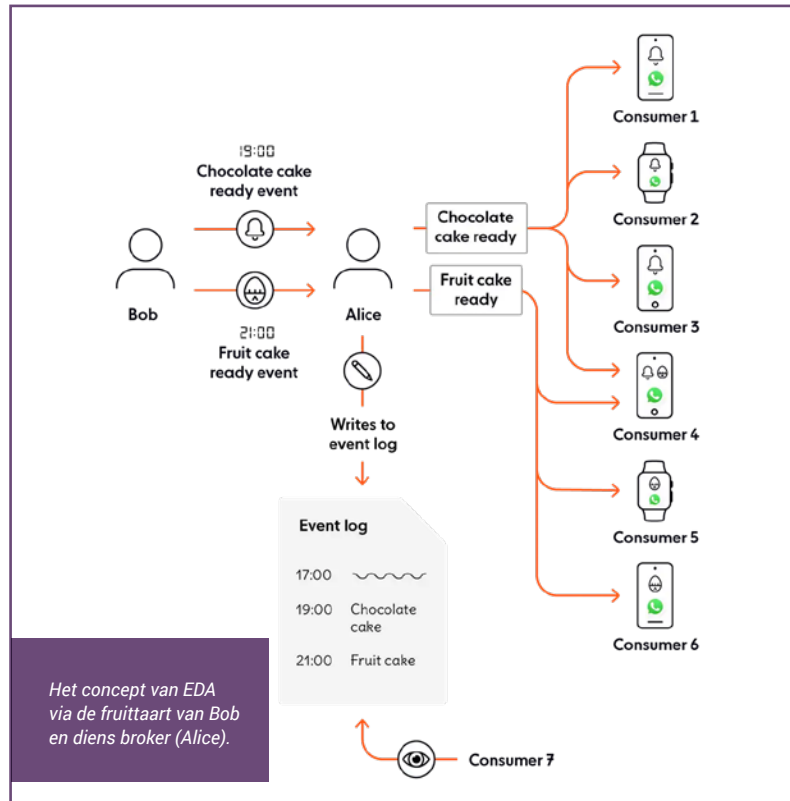 19:00
Chocolate cake
ready event
Bob
21:00
Fruit cake
ready event
Alice
Chocolate
cake ready
Fruit cake
ready
Consumer 1
Consumer 2
Consumer 3
Consumer 4
Consumer 5
Consumer 6
Writes to
event log
Event log
17:00
19:00 Chocolate
cake
21:00 Fruit cake
Consumer 7
Het concept van EDA
via de fruittaart van Bob
en diens broker (Alice).